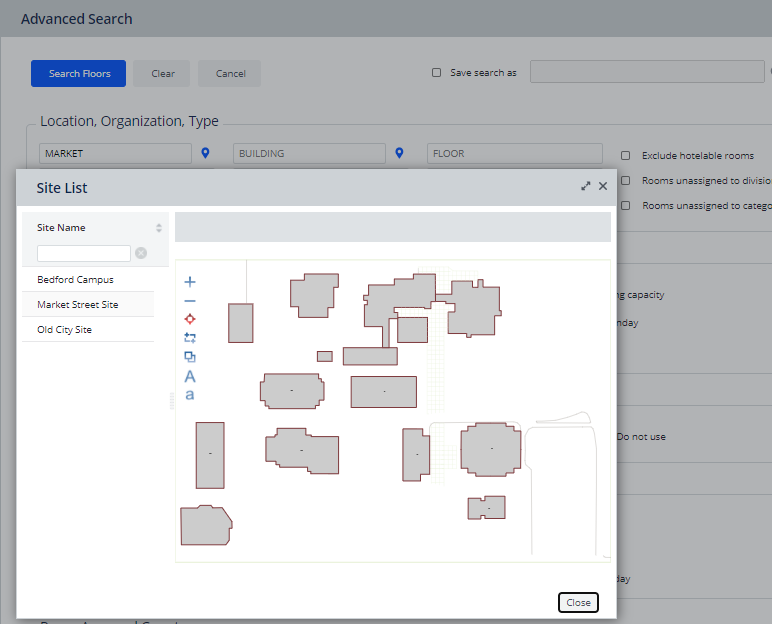 Advanced Search
Search Floors Clear Cancel Save search as
Location, Organization, Type
MARKET BUILDING FLOOR
Exclude hotelable rooms
Rooms unassigned to divisio
Rooms unassigned to catego
Site List
Site Name
Bedford Campus
Market Street Site
Old City Site
A
a
ng capacity
nday
Do not use
day
Close